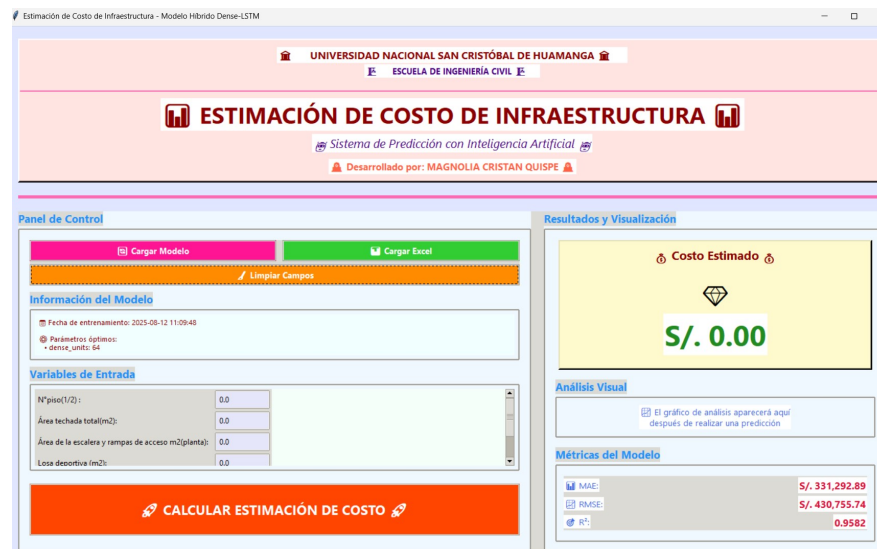 Estimación de Costo de Infraestructura - Modelo Híbrido Dense-LSTM
UNIVERSIDAD NACIONAL SAN CRISTÓBAL DE HUAMANGA
ESCUELA DE INGENIERÍA CIVIL
ESTIMACIÓN DE COSTO DE INFRAESTRUCTURA
Sistema de Predicción con Inteligencia Artificial
Desarrollado por: MAGNOLIA CRISTAN QUISPE
Panel de Control
Cargar Modelo
Cargar Excel
Limpiar Campos
Información del Modelo
Fecha de entrenamiento: 2025-08-12 11:09:48
Parámetros óptimos:
• dense_units: 64
Variables de Entrada
N°piso(1/2) : 0.0
Área techada total(m2): 0.0
Área de la escalera y rampas de acceso m2(planta): 0.0
Losa deportiva (m2): 0.0
CALCULAR ESTIMACIÓN DE COSTO
Resultados y Visualización
Costo Estimado
S/. 0.00
Análisis Visual
El gráfico de análisis aparecerá aquí
después de realizar una predicción
Métricas del Modelo
MAE: S/. 331,292.89
RMSE: S/. 430,755.74
R²: 0.9582